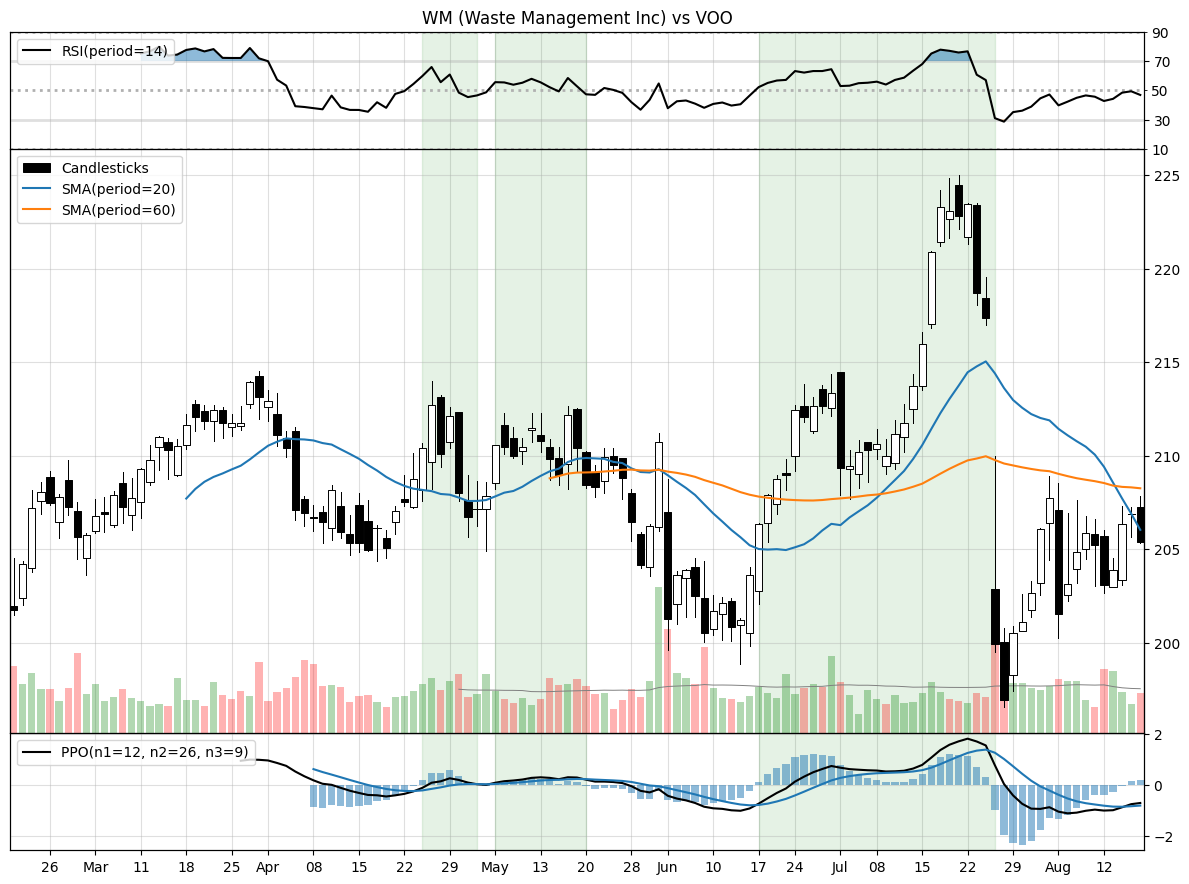 WM (Waste Management Inc) vs VOO
RSI(period=14)
90
70
50
30
10
Candlesticks
SMA(period=20)
SMA(period=60)
225
220
215
210
205
200
PPO(n1=12, n2=26, n3=9)
2
0
−2
26 Mar 11 18 25 Apr 08 15 22 29 May 13 20 28 Jun 10 17 24 Jul 08 15 22 29 Aug 12